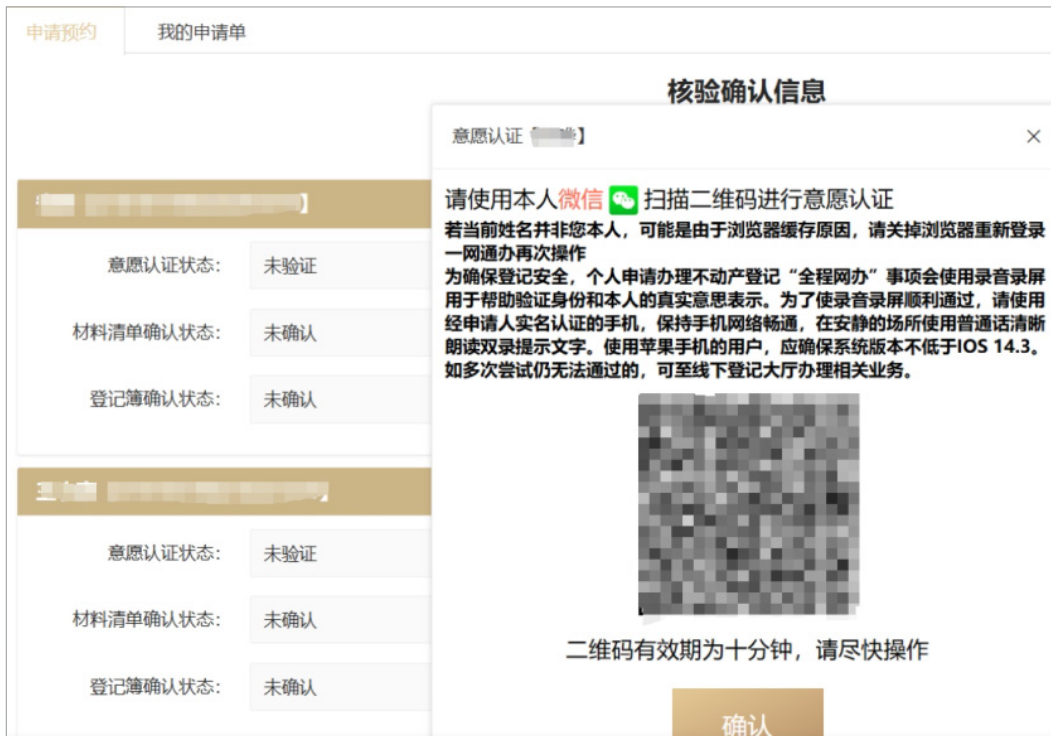 申请预约
我的申请单
核验确认信息
意愿认证【
】
请使用本人微信 扫描二维码进行意愿认证
若当前姓名并非您本人，可能是由于浏览器缓存原因，请关掉浏览器重新登录
一网通办再次操作
为确保登记安全，个人申请办理不动产登记“全程网办”事项会使用录音录屏
用于帮助验证身份和本人的真实意思表示。为了使录音录屏顺利通过，请使用
经申请人实名认证的手机，保持手机网络畅通，在安静的场所使用普通话清晰
朗读双录提示文字。使用苹果手机的用户，应确保系统版本不低于IOS 14.3。
如多次尝试仍无法通过的，可至线下登记大厅办理相关业务。
二维码有效期为十分钟，请尽快操作
确认
意愿认证状态：
未验证
材料清单确认状态：
未确认
登记簿确认状态：
未确认
意愿认证状态：
未验证
材料清单确认状态：
未确认
登记簿确认状态：
未确认